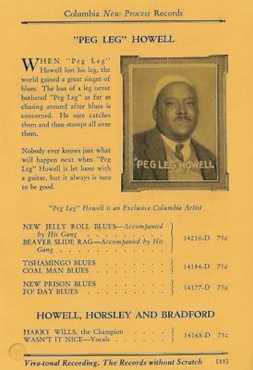 Columbia New Process Records
"PEG LEG" HOWELL
WHEN "Peg Leg"
Howell lost his leg, the
world gained a great singer of
blues. The loss of a leg never
bothered "Peg Leg" as far as
chasing around after blues is
concerned. He sure catches
them and then stomps all over
them.
Nobody ever knows just what
will happen next when "Peg
Leg" Howell is let loose with
a guitar, but it always is sure
to be good.
"PEG LEG" HOWELL
"Peg Leg" Howell is an Exclusive Columbia Artist
NEW JELLY ROLL BLUES—Accompanied
by His Gang . . . . . . . . .
BEAVER SLIDE RAG—Accompanied by His
Gang . . . . . . . . . . .
14210-D 75c
TISHAMINGO BLUES . . . . . . .
COAL MAN BLUES . . . . . . . .
14194-D 75c
NEW PRISON BLUES . . . . . . .
FO' DAY BLUES . . . . . . . .
14177-D 75c
HOWELL, HORSLEY AND BRADFORD
HARRY WILLS, the Champion . . . .
WASN'T IT NICE—Vocals . . . . .
14168-D 75c
Viva-tonal Recording. The Records without Scratch
[15]